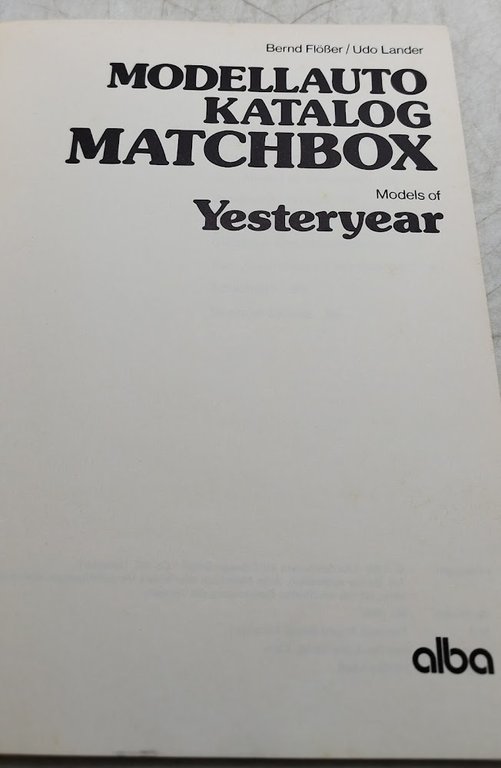 Bernd Flößer / Udo Lander
MODELLAUTO
KATALOG
MATCHBOX
Models of
Yesteryear
alba